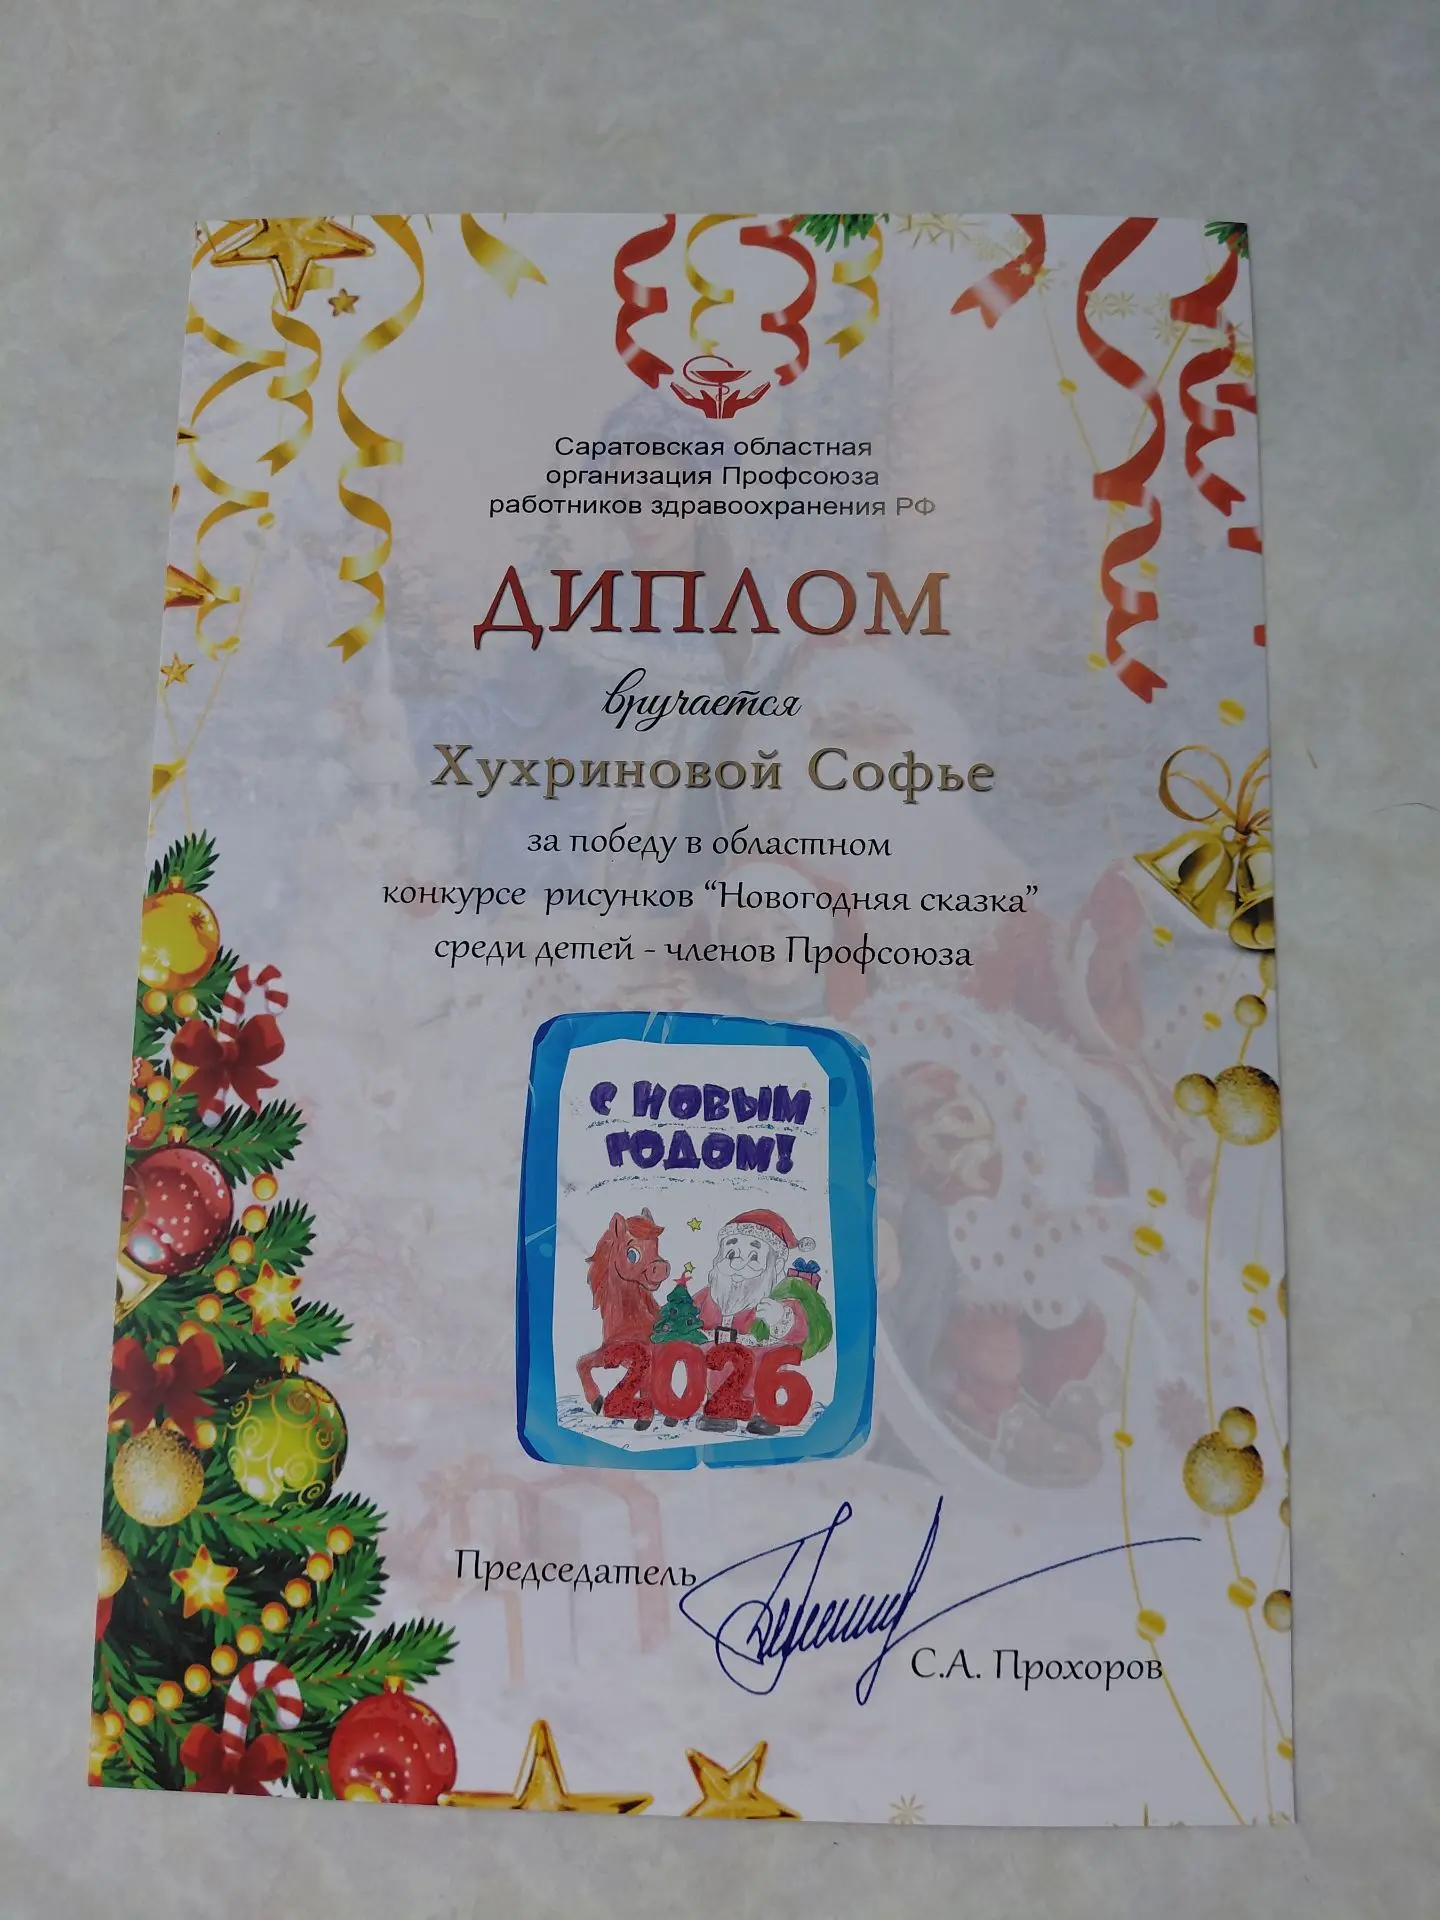 Саратовская областная
организация Профсоюза
работников здравоохранения РФ
ДИПЛОМ
вручается
Хухриновой Софье
за победу в областном
конкурсе рисунков “Новогодняя сказка”
среди детей - членов Профсоюза
С НОВЫМ
ГОДОМ!
2026
Председатель
С.А. Прохоров